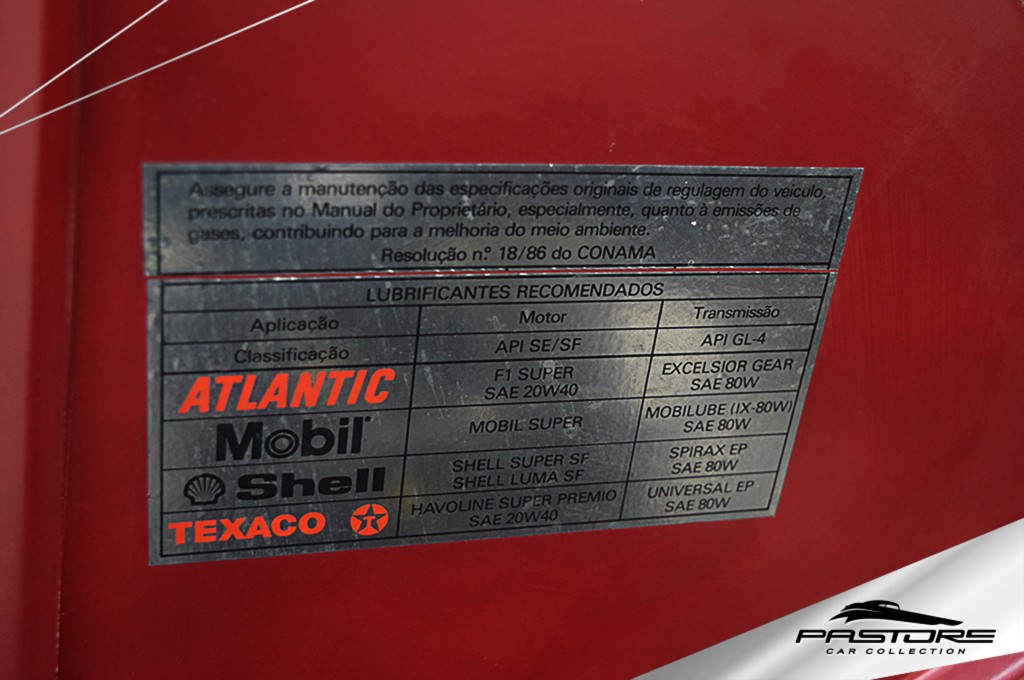 Assegure a manutenção das especificações originais de regulagem do veículo,
prescritas no Manual do Proprietário, especialmente, quanto à emissões de
gases, contribuindo para a melhoria do meio ambiente.
Resolução n.º 18/86 do CONAMA
LUBRIFICANTES RECOMENDADOS
Aplicação Motor Transmissão
Classificação API SE/SF API GL-4
ATLANTIC F1 SUPER EXCELSIOR GEAR
SAE 20W40 SAE 80W
Mobil MOBIL SUPER MOBILUBE (IX-80W)
SAE 80W
Shell SHELL SUPER SF SPIRAX EP
SHELL LUMA SF SAE 80W
TEXACO T HAVOLINE SUPER PREMIO UNIVERSAL EP
SAE 20W40 SAE 80W
PASTORE
CAR COLLECTION